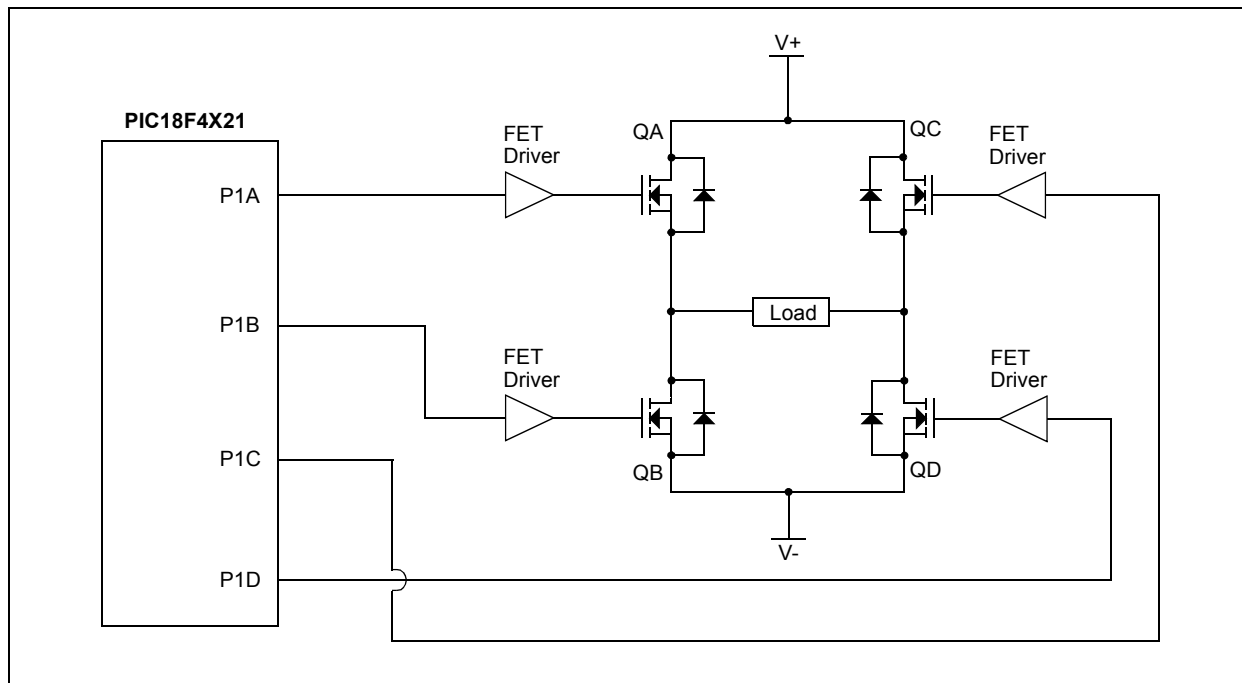 V+
PIC18F4X21
FET
Driver
QA
QC
FET
Driver
P1A
Load
P1B
FET
Driver
FET
Driver
P1C
QB
QD
V-
P1D